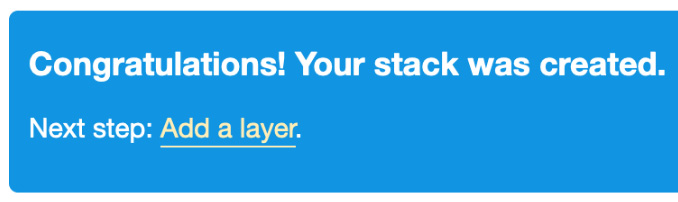 Congratulations! Your stack was created.
Next step: Add a layer.